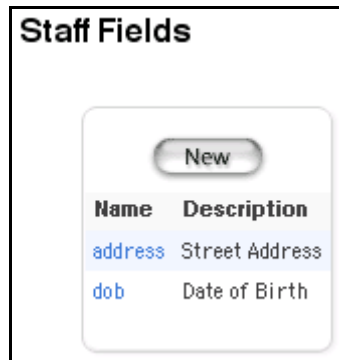 Staff Fields
New
Name Description
address Street Address
dob Date of Birth